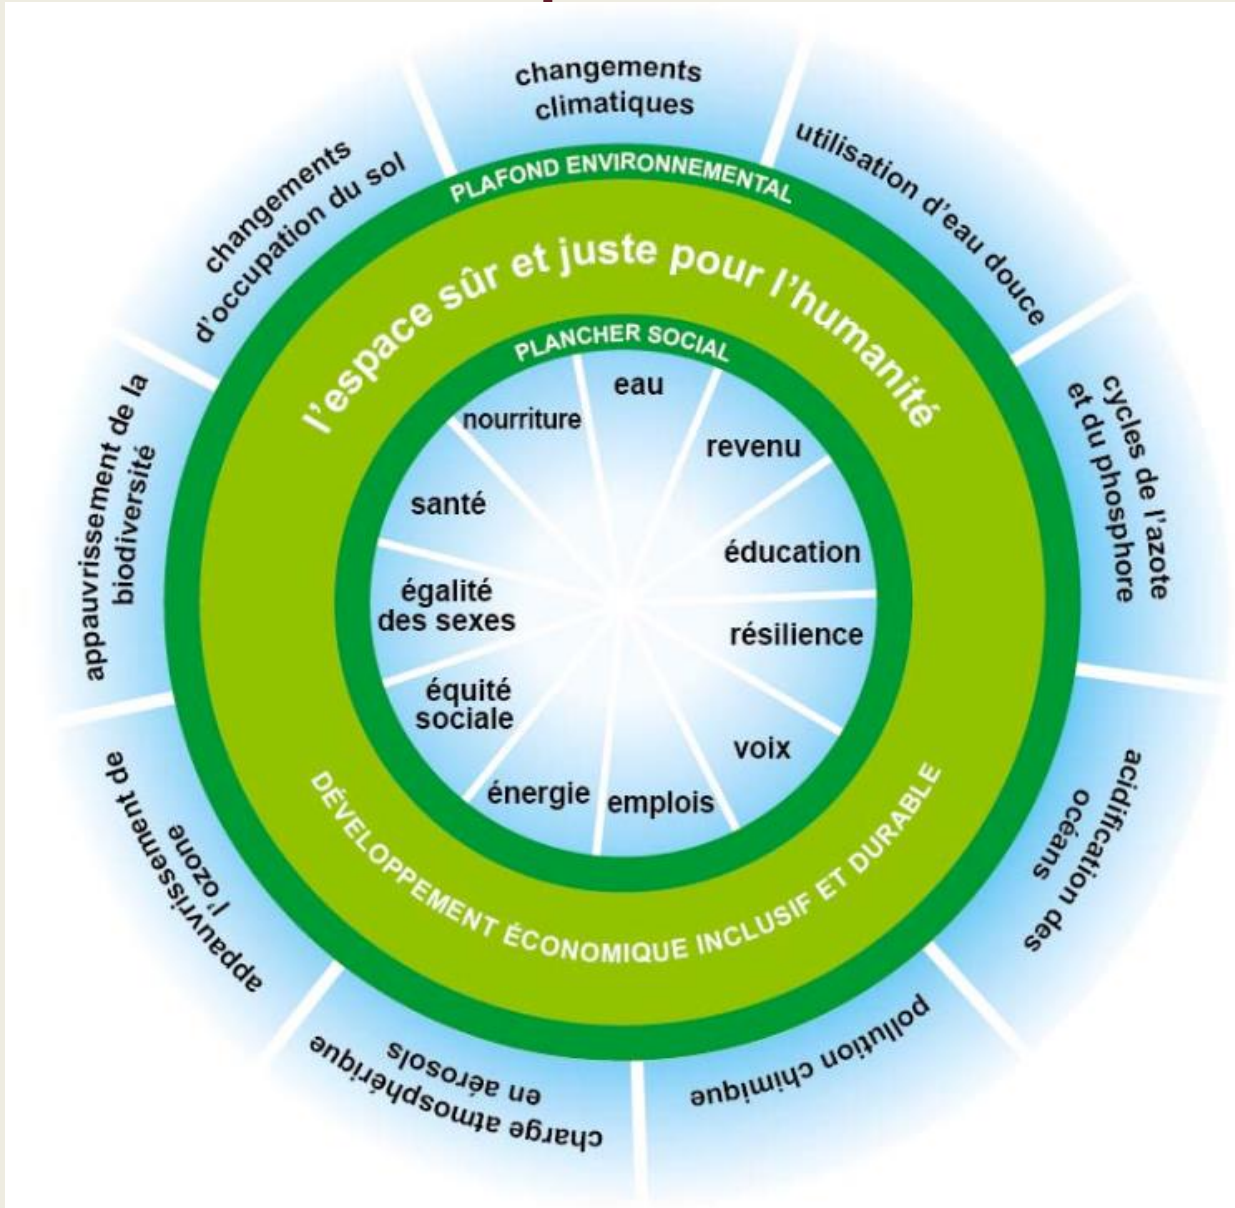 changements
climatiques
utilisation d'eau douce
cycles de l'azote
et du phosphore
acidification des
océans
pollution chimique
charge atmosphérique
en aérosols
appauvrissement de
l'ozone
appauvrissement de la
biodiversité
changements
d'occupation du sol
PLAFOND ENVIRONNEMENTAL
l'espace sûr et juste pour l'humanité
PLANCHER SOCIAL
eau
revenu
éducation
résilience
voix
emplois
énergie
équité
sociale
égalité
des sexes
santé
nourriture
DÉVELOPPEMENT ÉCONOMIQUE INCLUSIF ET DURABLE